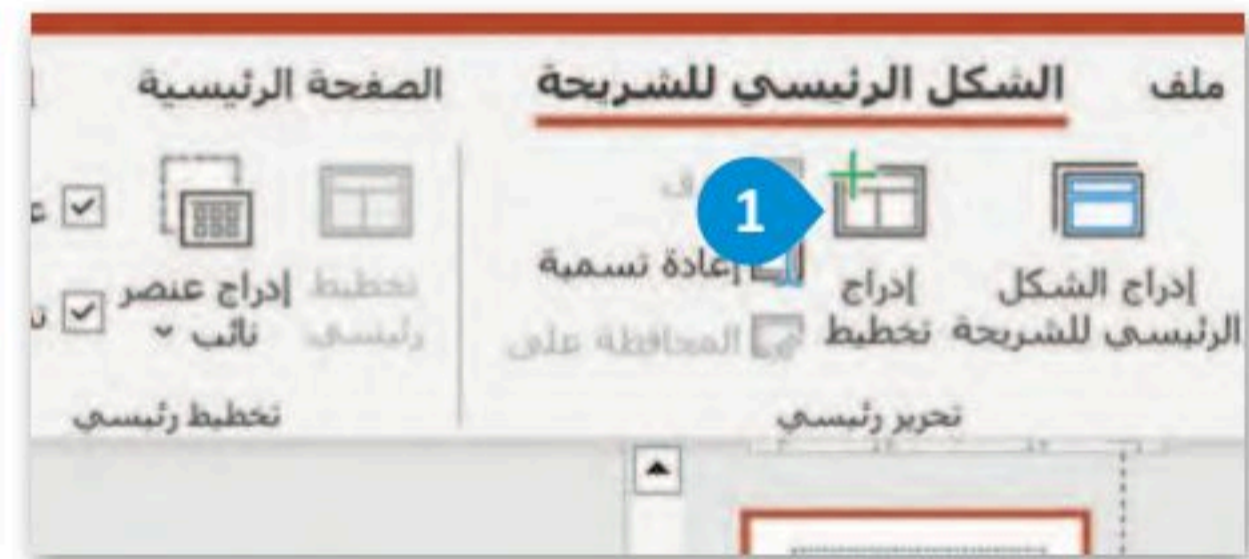 ملف الشكل الرئيسي للشريحة الصفحة الرئيسية
1
إدراج الشكل
الرئيسي للشريحة
إدراج
تخطيط
إعادة تسمية
المحافظة على
تخطيط
رئيسي
إدراج عنصر
نائب
تحرير رئيسي
تخطيط رئيسي